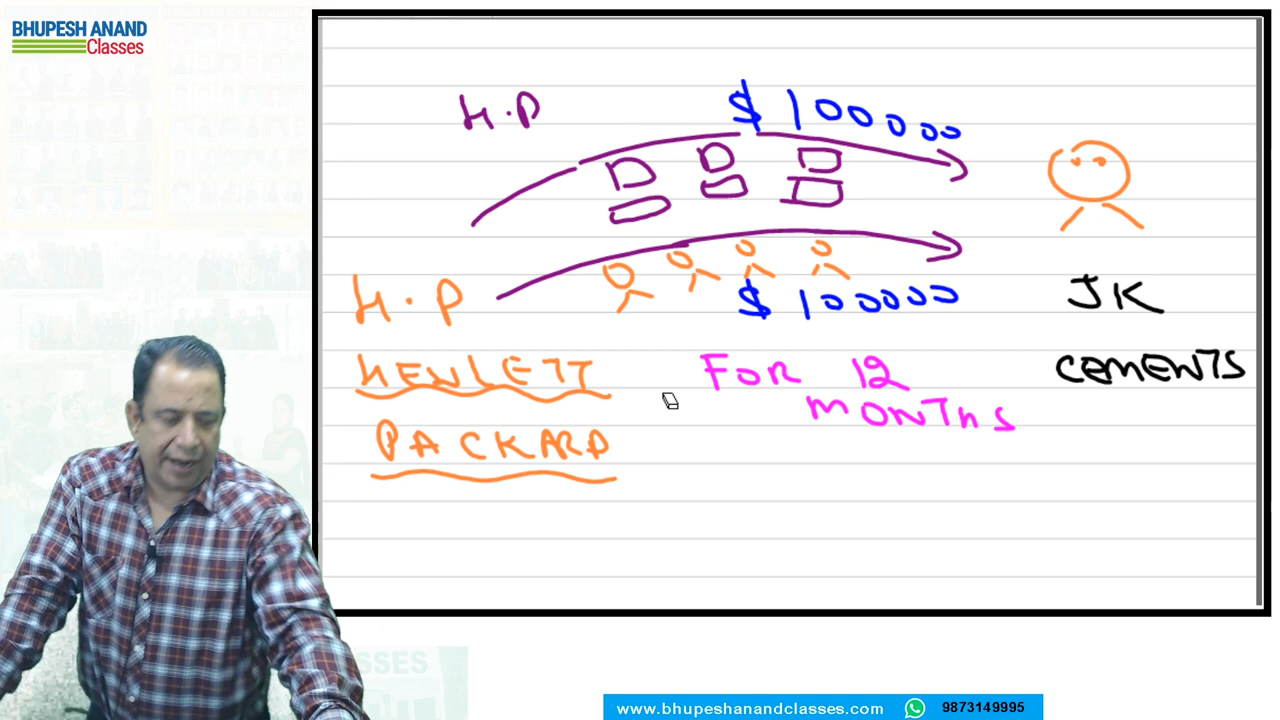 BHUPESH ANAND
Classes
H.P
$ 100000
H.P
$ 100000
JK
CEMENTS
HEWLETT
PACKARD
FOR 12
MONTHS
www.bhupeshanandclasses.com
9873149995